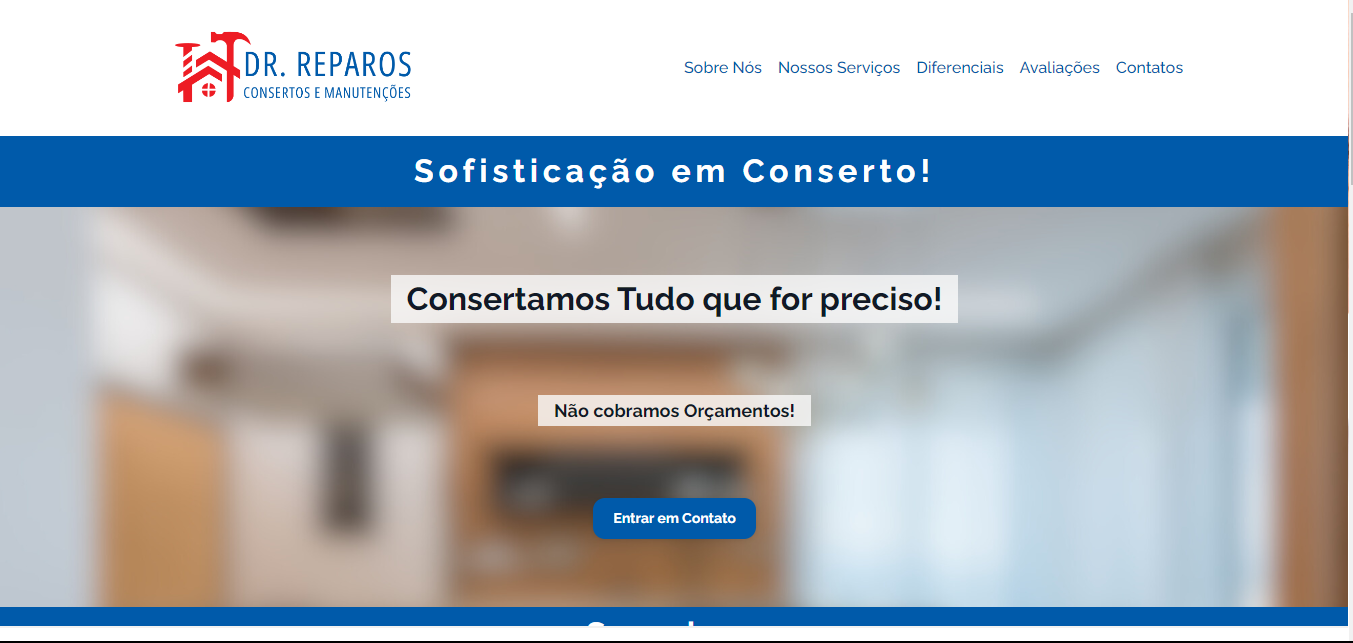 DR. REPAROS
CONSERTOS E MANUTENÇÕES
Sobre Nós Nossos Serviços Diferenciais Avaliações Contatos
Sofisticação em Conserto!
Consertamos Tudo que for preciso!
Não cobramos Orçamentos!
Entrar em Contato